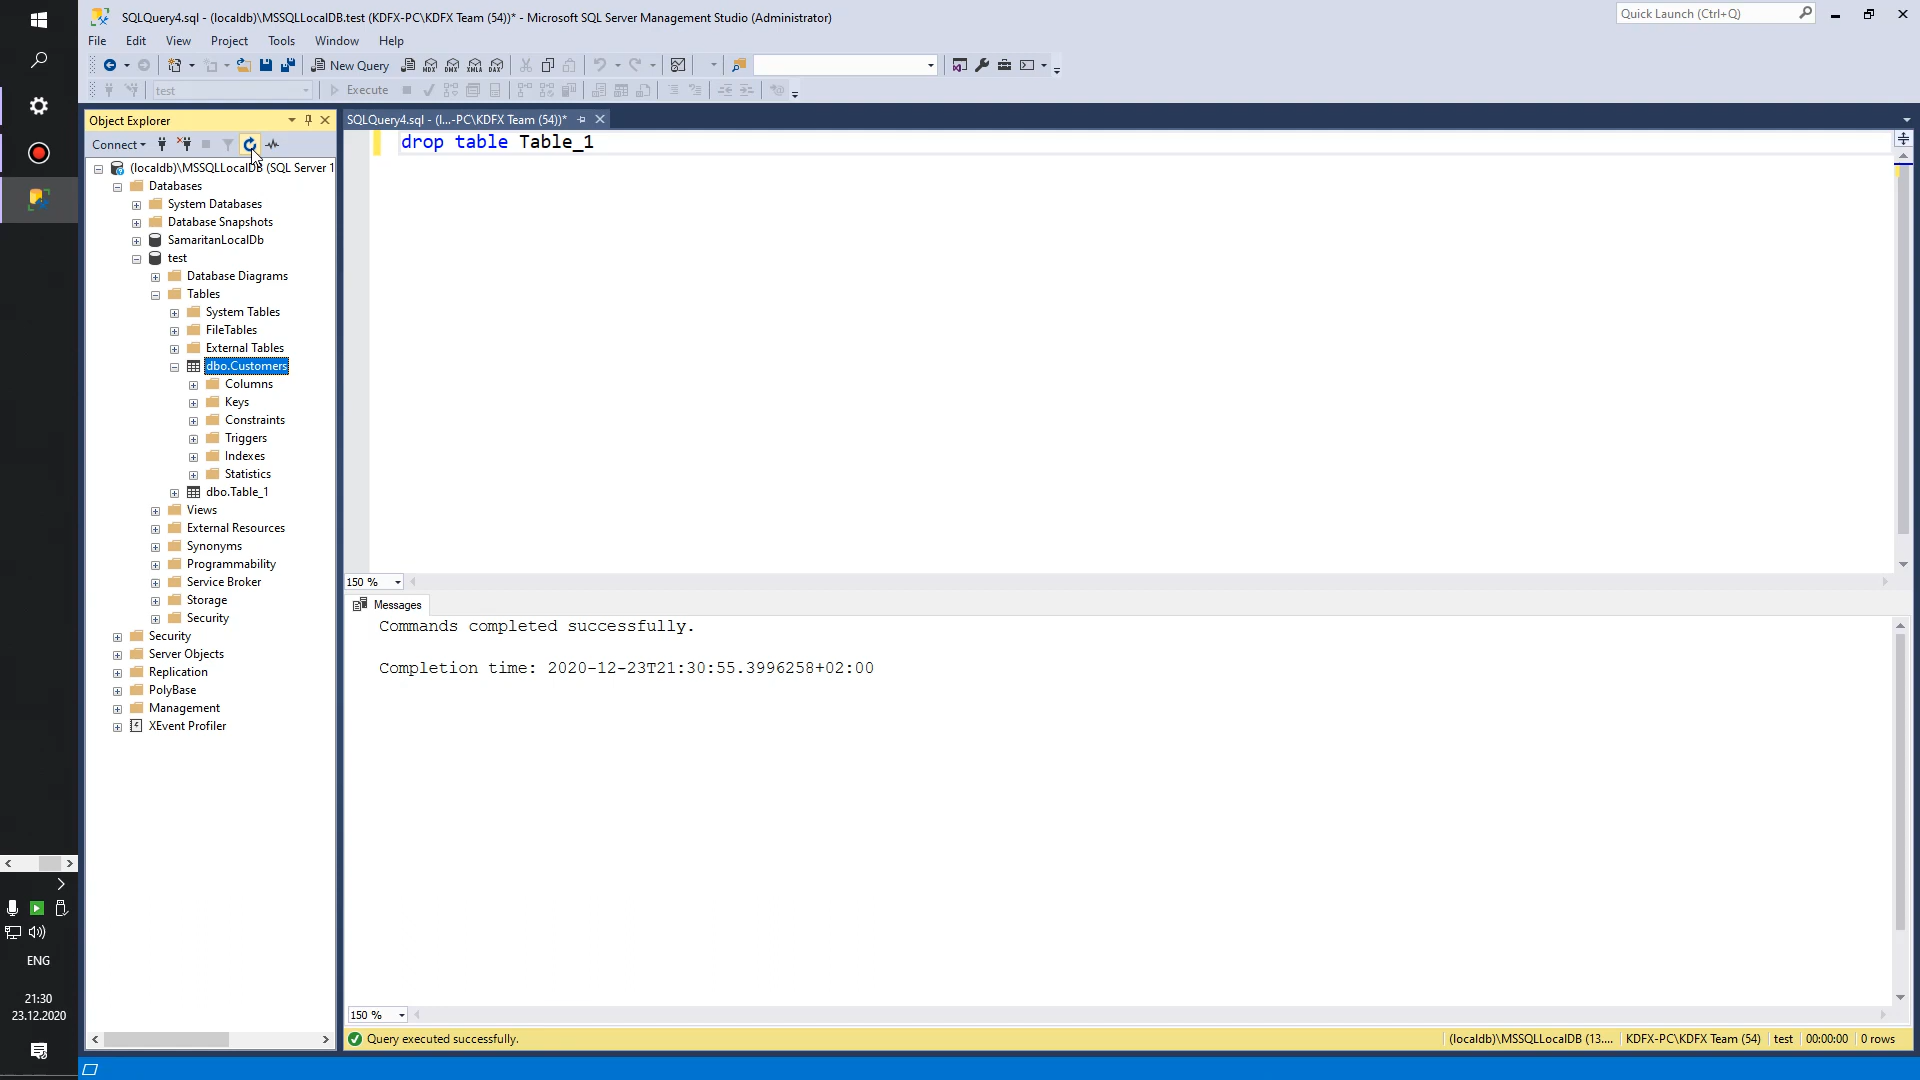 SQLQuery4.sql - (localdb)\MSSQLLocalDB.test (KDFX-PC\KDFX Team (54))* - Microsoft SQL Server Management Studio (Administrator)
Quick Launch (Ctrl+Q)
File Edit View Project Tools Window Help
New Query
MDX DMX XMLA DAX
test
Execute
Object Explorer
SQLQuery4.sql - (l...-PC\KDFX Team (54))*
Connect
drop table Table_1
(localdb)\MSSQLLocalDB (SQL Server 1
Databases
System Databases
Database Snapshots
SamaritanLocalDb
test
Database Diagrams
Tables
System Tables
FileTables
External Tables
dbo.Customers
Columns
Keys
Constraints
Triggers
Indexes
Statistics
dbo.Table_1
Views
External Resources
Synonyms
Programmability
Service Broker
Storage
Security
Security
Server Objects
Replication
PolyBase
Management
XEvent Profiler
150 %
Messages
Commands completed successfully.
Completion time: 2020-12-23T21:30:55.3996258+02:00
150 %
Query executed successfully.
(localdb)\MSSQLLocalDB (13....
KDFX-PC\KDFX Team (54)
test
00:00:00
0 rows
ENG
21:30
23.12.2020